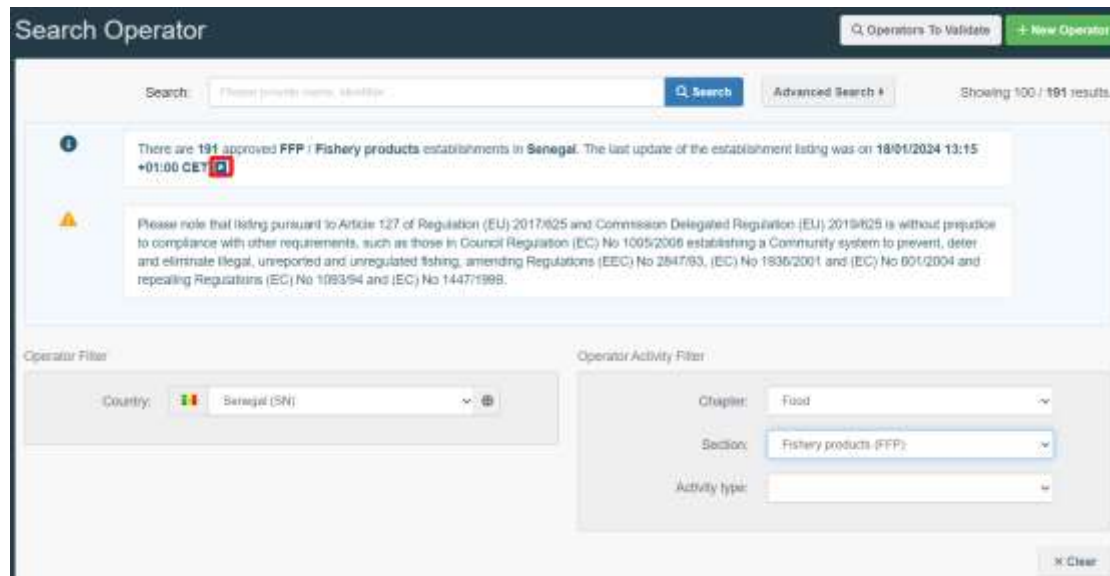 Search Operator
Operators To Validate
+ New Operator
Search:
Search
Advanced Search
Showing 100 / 191 results
There are 191 approved FFP : Fishery products establishments in Senegal. The last update of the establishment listing was on 18/01/2024 13:15
+01:00 CET
Please note that listing pursuant to Article 127 of Regulation (EU) 2017/625 and Commission Delegated Regulation (EU) 2019/625 is without prejudice
to compliance with other requirements, such as those in Council Regulation (EC) No 1005/2008 establishing a Community system to prevent, deter
and eliminate illegal, unreported and unregulated fishing, amending Regulations (EEC) No 2847/93, (EC) No 1936/2001 and (EC) No 601/2004 and
repealing Regulations (EC) No 1093/94 and (EC) No 1447/1999.
Operator Filter
Operator Activity Filter
Country:
Senegal (SN)
Chapter:
Food
Section:
Fishery products (FFP)
Activity type:
× Clear